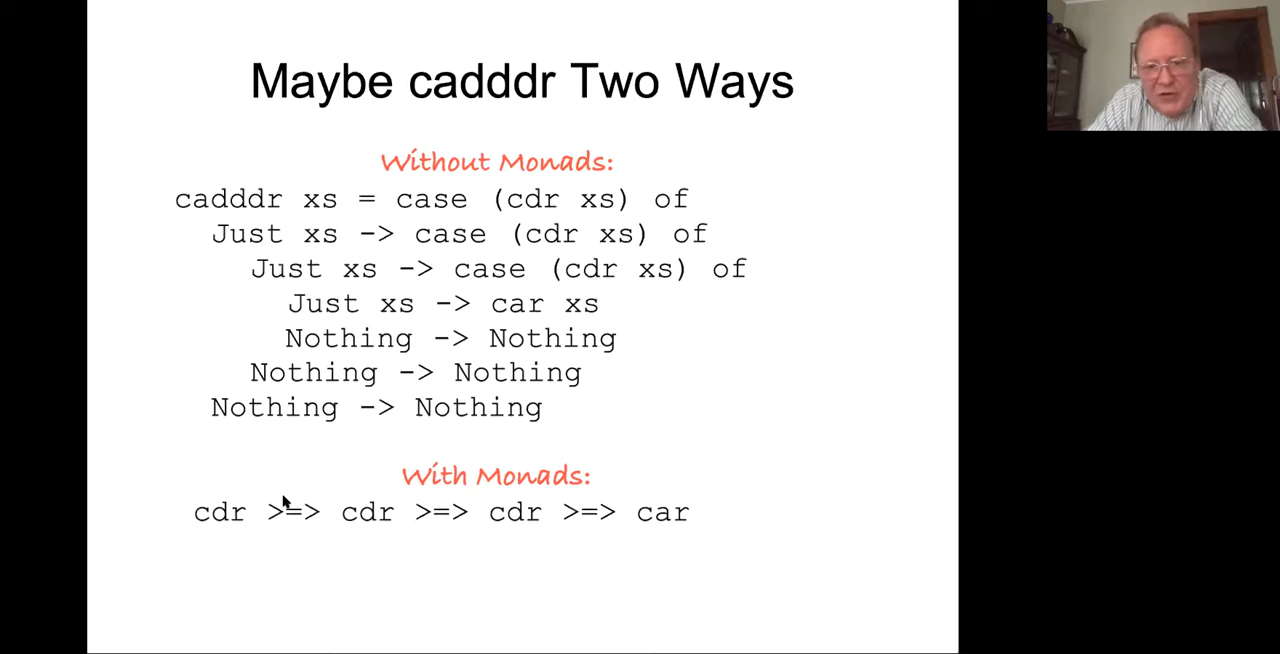 Maybe cadddr Two Ways
Without Monads:
cadddr xs = case (cdr xs) of
Just xs -> case (cdr xs) of
Just xs -> case (cdr xs) of
Just xs -> car xs
Nothing -> Nothing
Nothing -> Nothing
Nothing -> Nothing
With Monads:
cdr >=> cdr >=> cdr >=> car